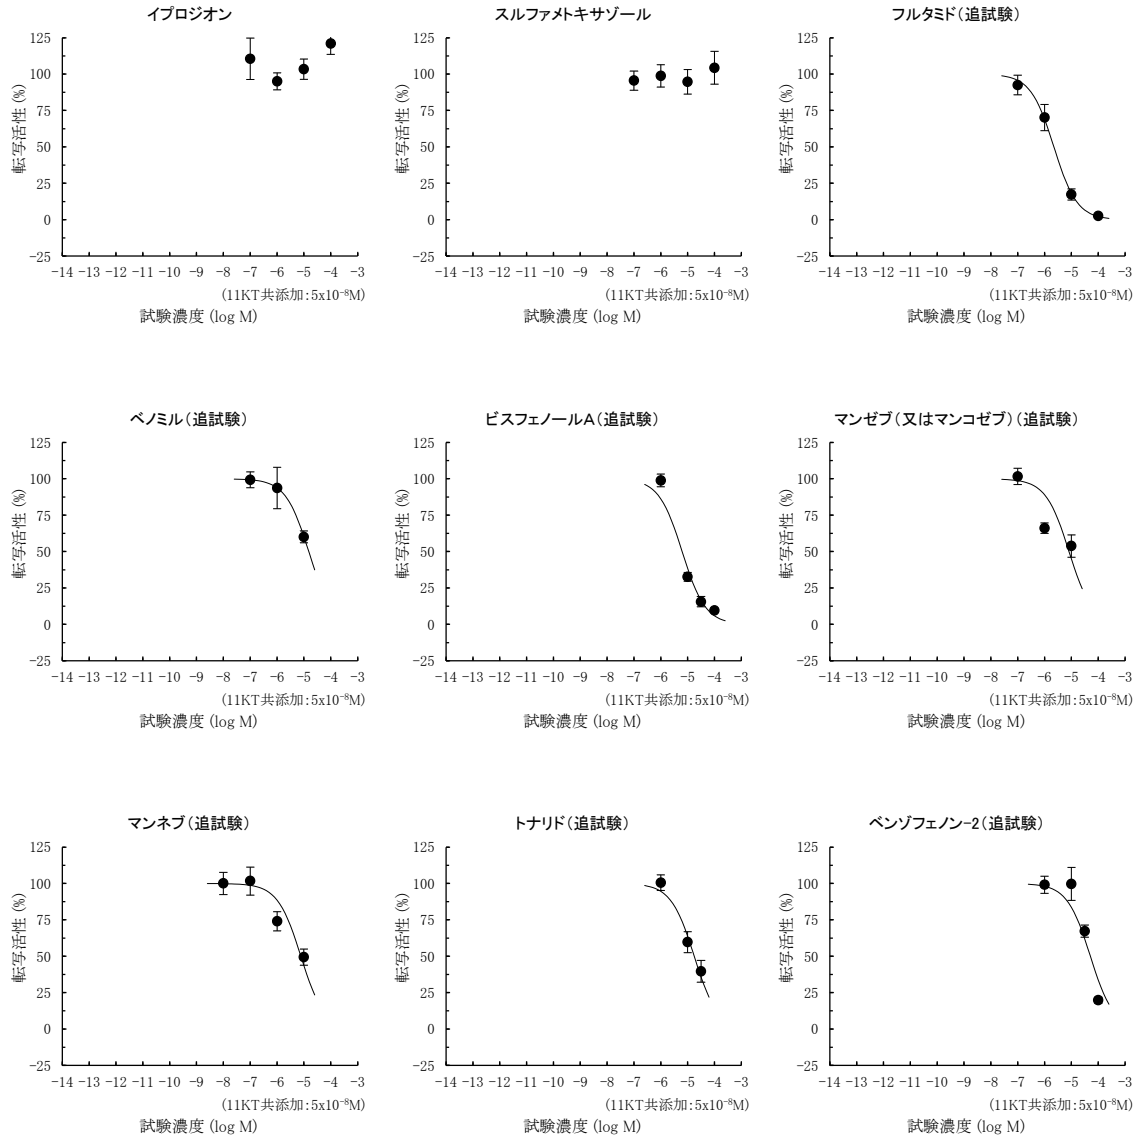 イプロジオン
転写活性 (%)
125
100
75
50
25
0
-25
-14 -13 -12 -11 -10 -9 -8 -7 -6 -5 -4 -3
(11KT共添加:5x10⁻⁸M)
試験濃度 (log M)
スルファメトキサゾール
転写活性 (%)
125
100
75
50
25
0
-25
-14 -13 -12 -11 -10 -9 -8 -7 -6 -5 -4 -3
(11KT共添加:5x10⁻⁸M)
試験濃度 (log M)
フルタミド(追試験)
転写活性 (%)
125
100
75
50
25
0
-25
-14 -13 -12 -11 -10 -9 -8 -7 -6 -5 -4 -3
(11KT共添加:5x10⁻⁸M)
試験濃度 (log M)
ベノミル(追試験)
転写活性 (%)
125
100
75
50
25
0
-25
-14 -13 -12 -11 -10 -9 -8 -7 -6 -5 -4 -3
(11KT共添加:5x10⁻⁸M)
試験濃度 (log M)
ビスフェノールA(追試験)
転写活性 (%)
125
100
75
50
25
0
-25
-14 -13 -12 -11 -10 -9 -8 -7 -6 -5 -4 -3
(11KT共添加:5x10⁻⁸M)
試験濃度 (log M)
マンゼブ(又はマンコゼブ)(追試験)
転写活性 (%)
125
100
75
50
25
0
-25
-14 -13 -12 -11 -10 -9 -8 -7 -6 -5 -4 -3
(11KT共添加:5x10⁻⁸M)
試験濃度 (log M)
マンネブ(追試験)
転写活性 (%)
125
100
75
50
25
0
-25
-14 -13 -12 -11 -10 -9 -8 -7 -6 -5 -4 -3
(11KT共添加:5x10⁻⁸M)
試験濃度 (log M)
トナリド(追試験)
転写活性 (%)
125
100
75
50
25
0
-25
-14 -13 -12 -11 -10 -9 -8 -7 -6 -5 -4 -3
(11KT共添加:5x10⁻⁸M)
試験濃度 (log M)
ベンゾフェノン-2(追試験)
転写活性 (%)
125
100
75
50
25
0
-25
-14 -13 -12 -11 -10 -9 -8 -7 -6 -5 -4 -3
(11KT共添加:5x10⁻⁸M)
試験濃度 (log M)